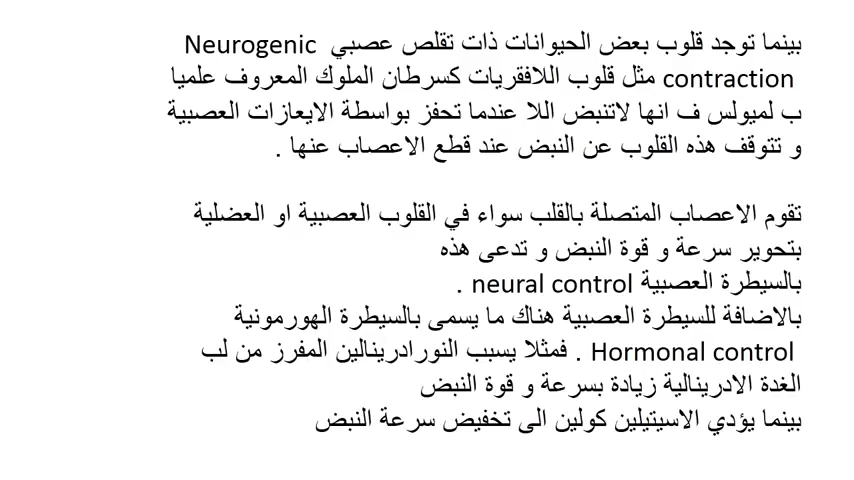 بينما توجد قلوب بعض الحيوانات ذات تقلص عصبي Neurogenic
contraction مثل قلوب اللافقريات كسرطان الملوك المعروف علميا
ب لميولس ف انها لاتنبض اللا عندما تحفز بواسطة الايعازات العصبية
و تتوقف هذه القلوب عن النبض عند قطع الاعصاب عنها .
تقوم الاعصاب المتصلة بالقلب سواء في القلوب العصبية او العضلية
بتحوير سرعة و قوة النبض و تدعى هذه
بالسيطرة العصبية neural control .
بالاضافة للسيطرة العصبية هناك ما يسمى بالسيطرة الهورمونية
Hormonal control . فمثلا يسبب النورادرينالين المفرز من لب
الغدة الادرينالية زيادة بسرعة و قوة النبض
بينما يؤدي الاسيتيلين كولين الى تخفيض سرعة النبض